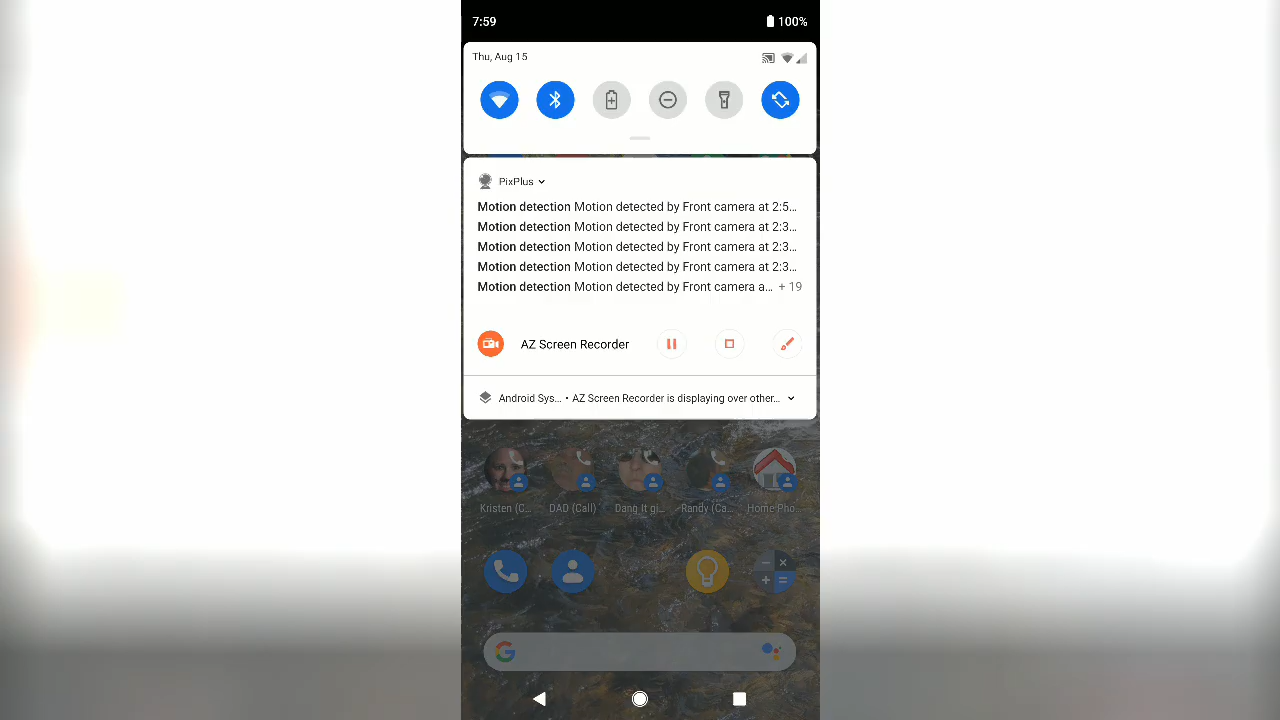 7:59
100%
Thu, Aug 15
PixPlus
Motion detection Motion detected by Front camera at 2:5...
Motion detection Motion detected by Front camera at 2:3...
Motion detection Motion detected by Front camera at 2:3...
Motion detection Motion detected by Front camera at 2:3...
Motion detection Motion detected by Front camera a... + 19
AZ Screen Recorder
Android Sys... • AZ Screen Recorder is displaying over other...
Kristen (C... DAD (Call) Dang It gi... Randy (Ca... Home Pho...